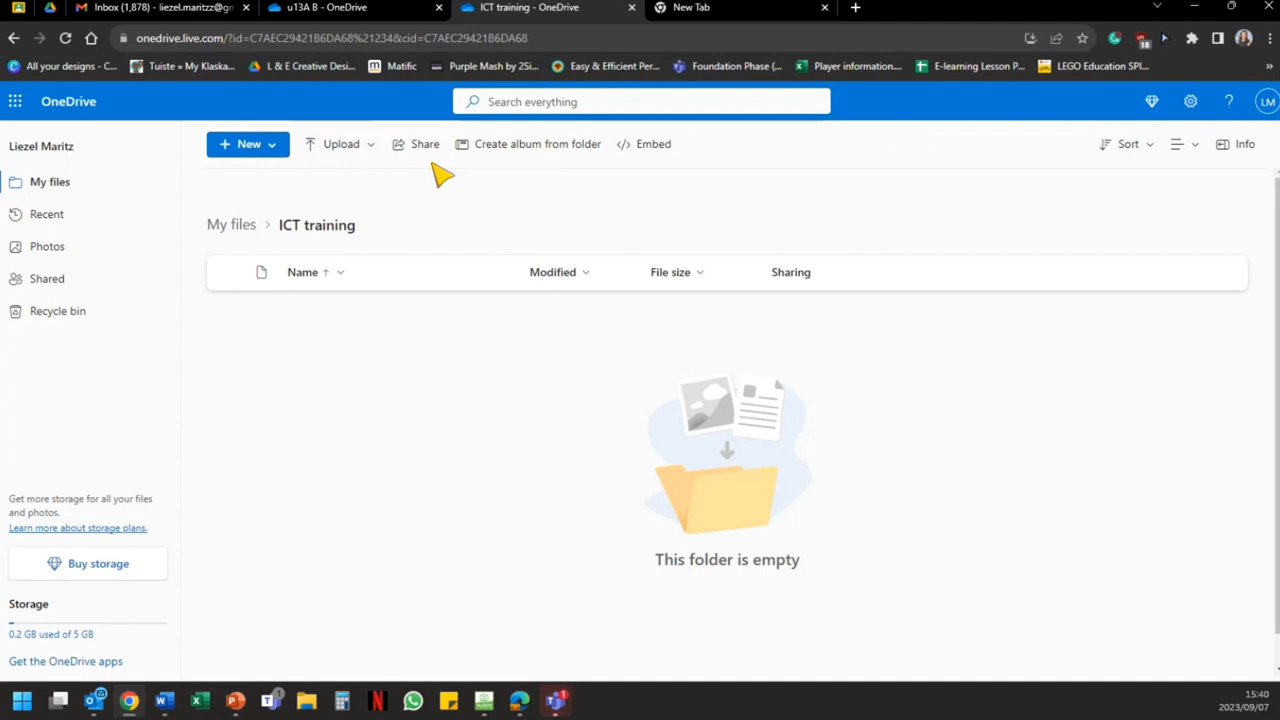 Inbox (1,878) - liezel.maritzz@gm
u13A B - OneDrive
ICT training - OneDrive
New Tab
onedrive.live.com/?id=C7AEC29421B6DA68%21234&cid=C7AEC29421B6DA68
18
All your designs - C...
Tuiste » My Klaska...
L & E Creative Desi...
Matific
Purple Mash by 2Si...
Easy & Efficient Per...
Foundation Phase (...
Player information....
E-learning Lesson P...
LEGO Education SPI...
»
OneDrive
Search everything
?
LM
Liezel Maritz
+ New
Upload
Share
Create album from folder
</> Embed
Sort
Info
My files
Recent
Photos
Shared
Recycle bin
My files > ICT training
Name ↑
Modified
File size
Sharing
This folder is empty
Get more storage for all your files
and photos.
Learn more about storage plans.
Buy storage
Storage
0.2 GB used of 5 GB
Get the OneDrive apps
15:40
2023/09/07